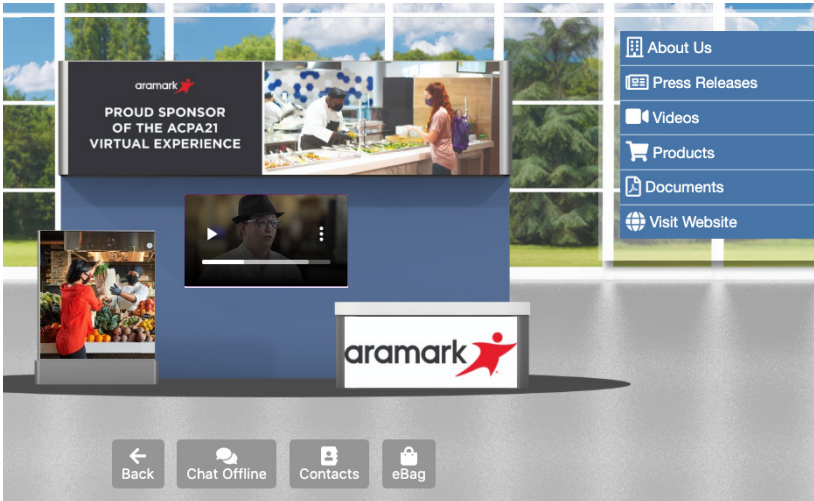 aramark
PROUD SPONSOR
OF THE ACPA21
VIRTUAL EXPERIENCE
aramark
About Us
Press Releases
Videos
Products
Documents
Visit Website
Back
Chat Offline
Contacts
eBag